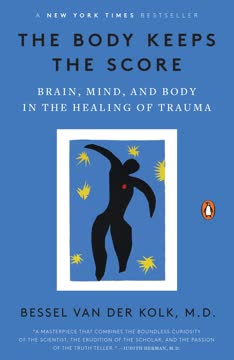 A NEW YORK TIMES BESTSELLER
THE BODY KEEPS
THE SCORE
BRAIN, MIND, AND BODY
IN THE HEALING OF TRAUMA
BESSEL VAN DER KOLK, M.D.
"A MASTERPIECE THAT COMBINES THE BOUNDLESS CURIOSITY
OF THE SCIENTIST, THE ERUDITION OF THE SCHOLAR, AND THE PASSION
OF THE TRUTH TELLER." —JUDITH HERMAN, M.D.